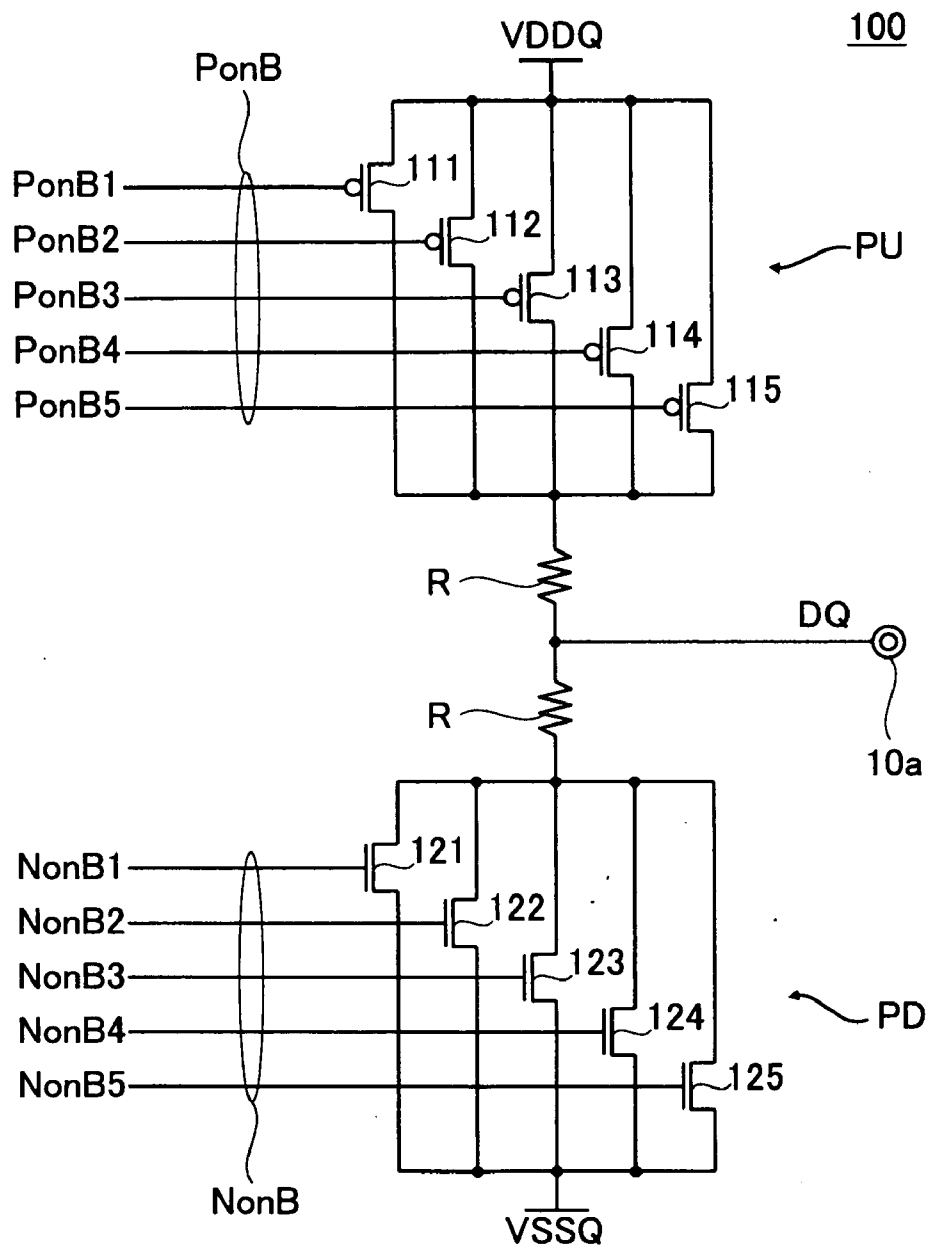 100
VDDQ
PonB
PonB1
111
PonB2
112
PU
PonB3
113
PonB4
114
PonB5
115
R
DQ
R
10a
NonB1
121
NonB2
122
NonB3
123
NonB4
124
PD
NonB5
125
NonB
VSSQ